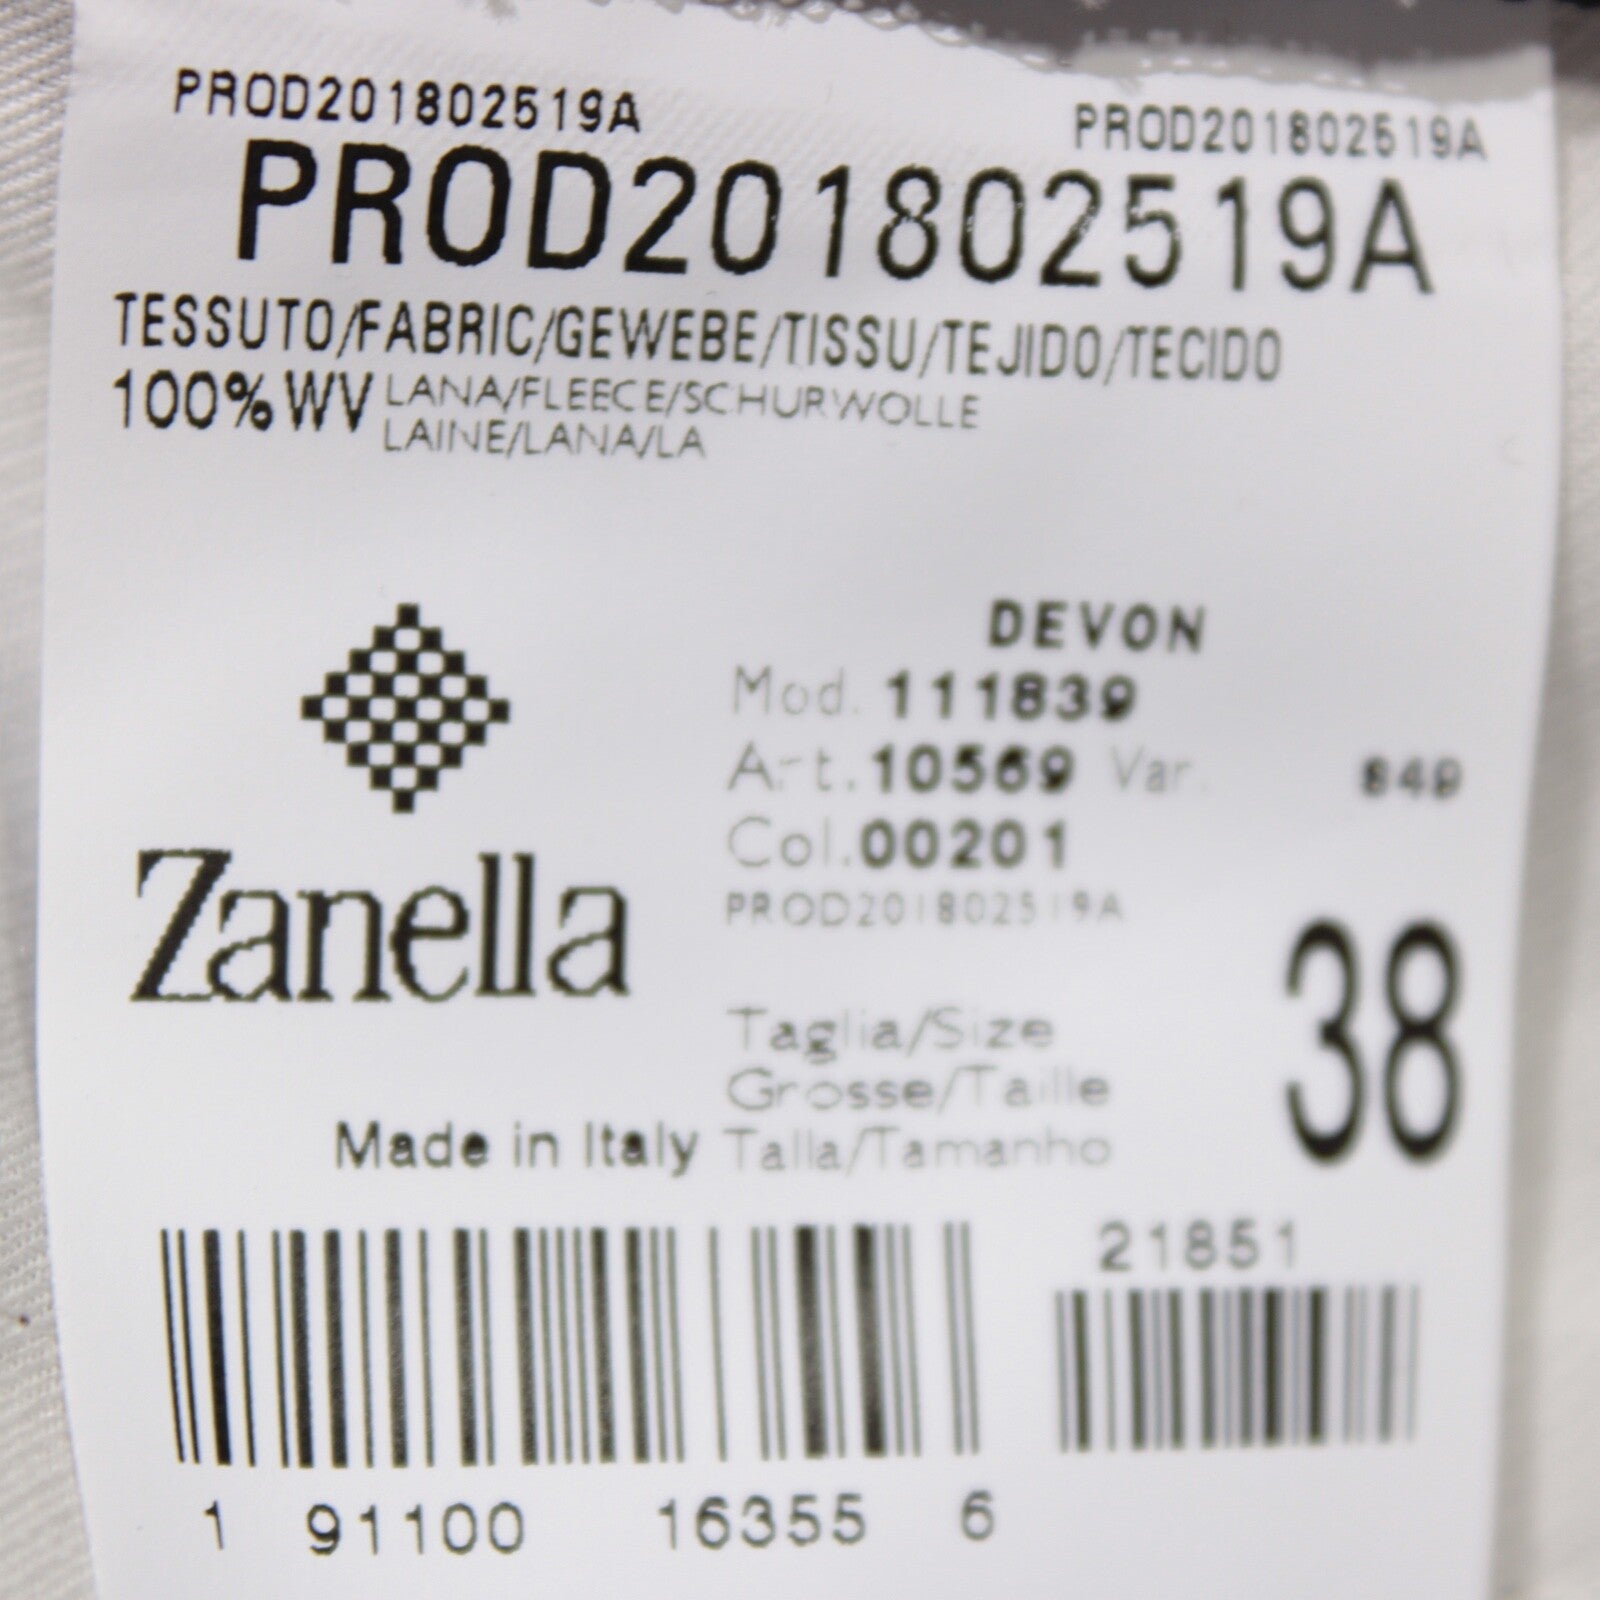 PROD201802519A PROD201802519A
PROD201802519A
TESSUTO/FABRIC/GEWEBE/TISSU/TEJIDO/TECIDO
100% WV LANA/FLEECE/SCHURWOLLE
LAINE/LANA/LA
DEVON
Mod. 111839
Art. 10569 Var. 849
Col. 00201
PROD201802519A
Zanella
38
Taglia/Size
Grosse/Taille
Made in Italy Talla/Tamanho
21851
1 91100 16355 6